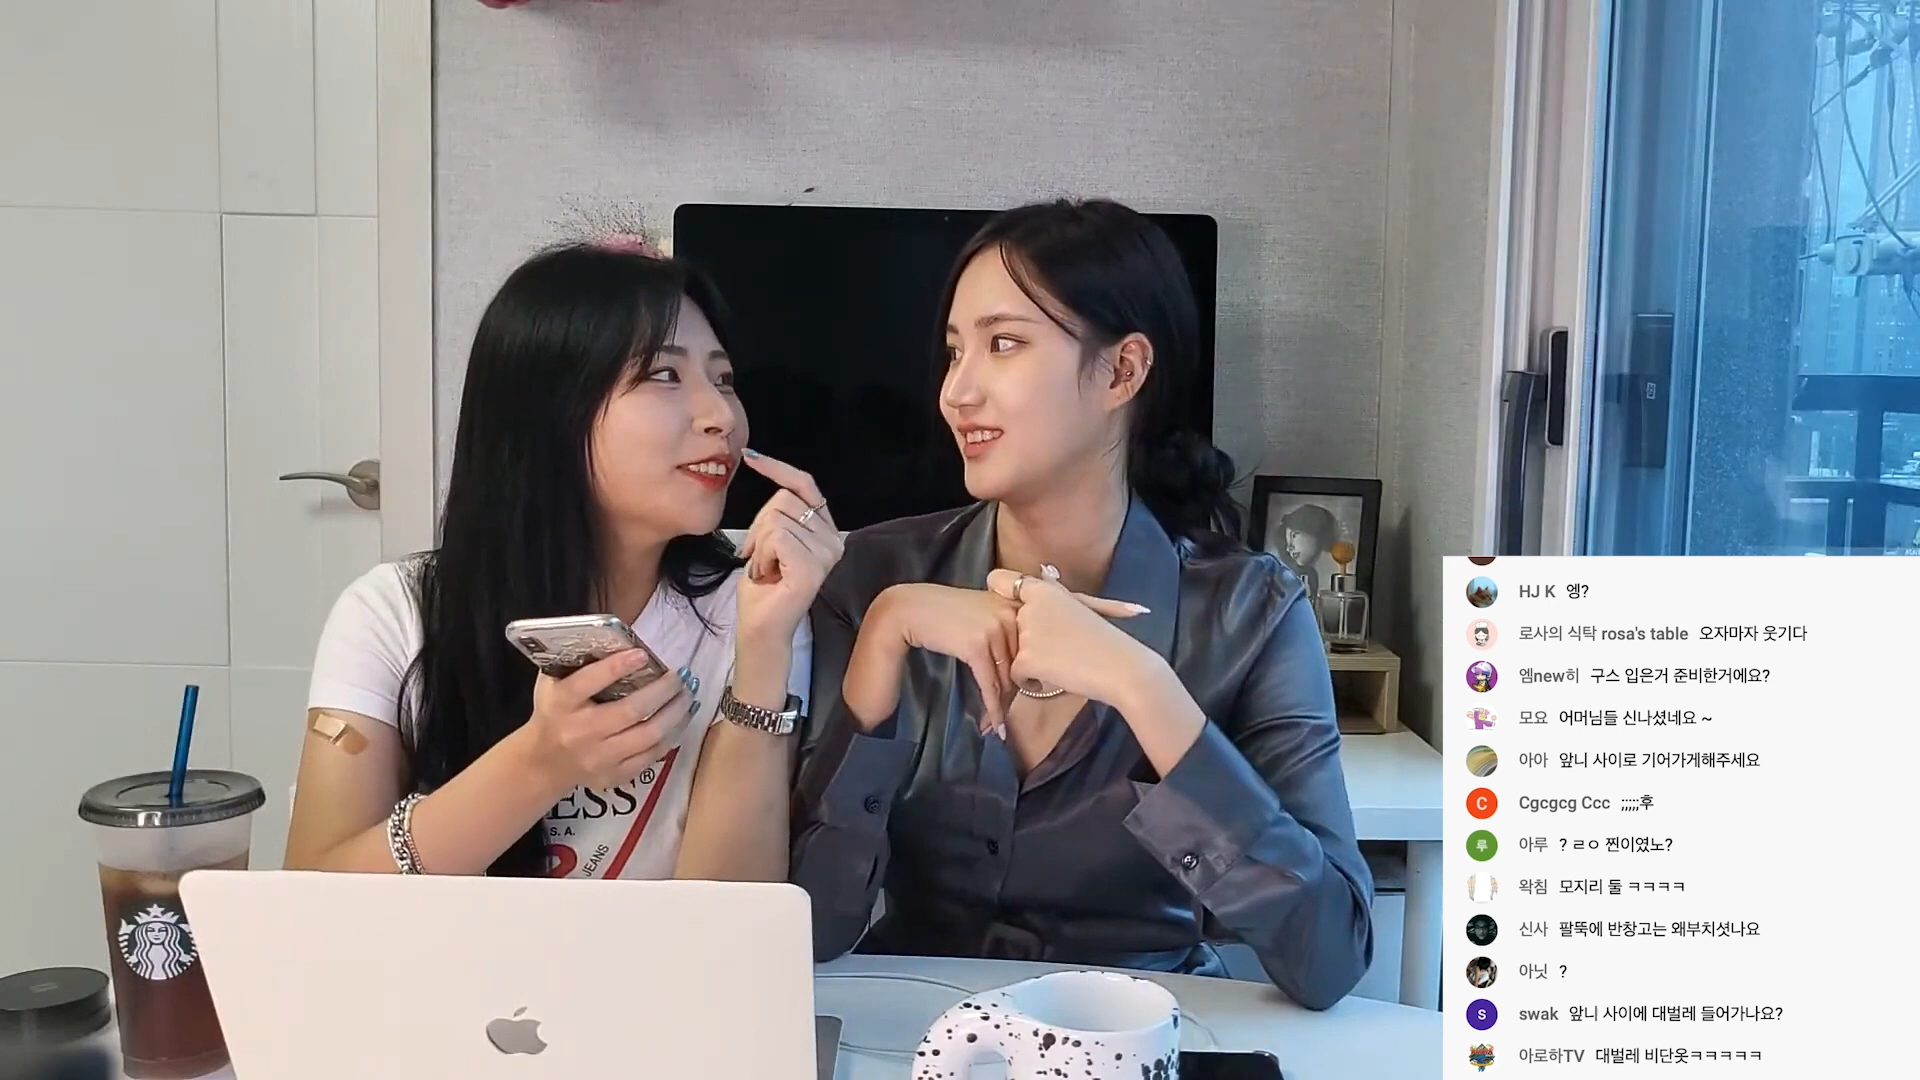 ESS®
S. A.
JEANS
HJ K 엥?
로사의 식탁 rosa's table 오자마자 웃기다
엠new히 구스 입은거 준비한거에요?
모요 어머님들 신나셨네요 ~
아아 앞니 사이로 기어가게해주세요
C Cgcgcg Ccc ;;;;;후
루 아루 ? ㄹㅇ 찐이였노?
왁침 모지리 둘 ㅋㅋㅋㅋ
신사 팔뚝에 반창고는 왜부치셧나요
아닛 ?
S swak 앞니 사이에 대벌레 들어가나요?
아로하TV 대벌레 비단옷ㅋㅋㅋㅋㅋ